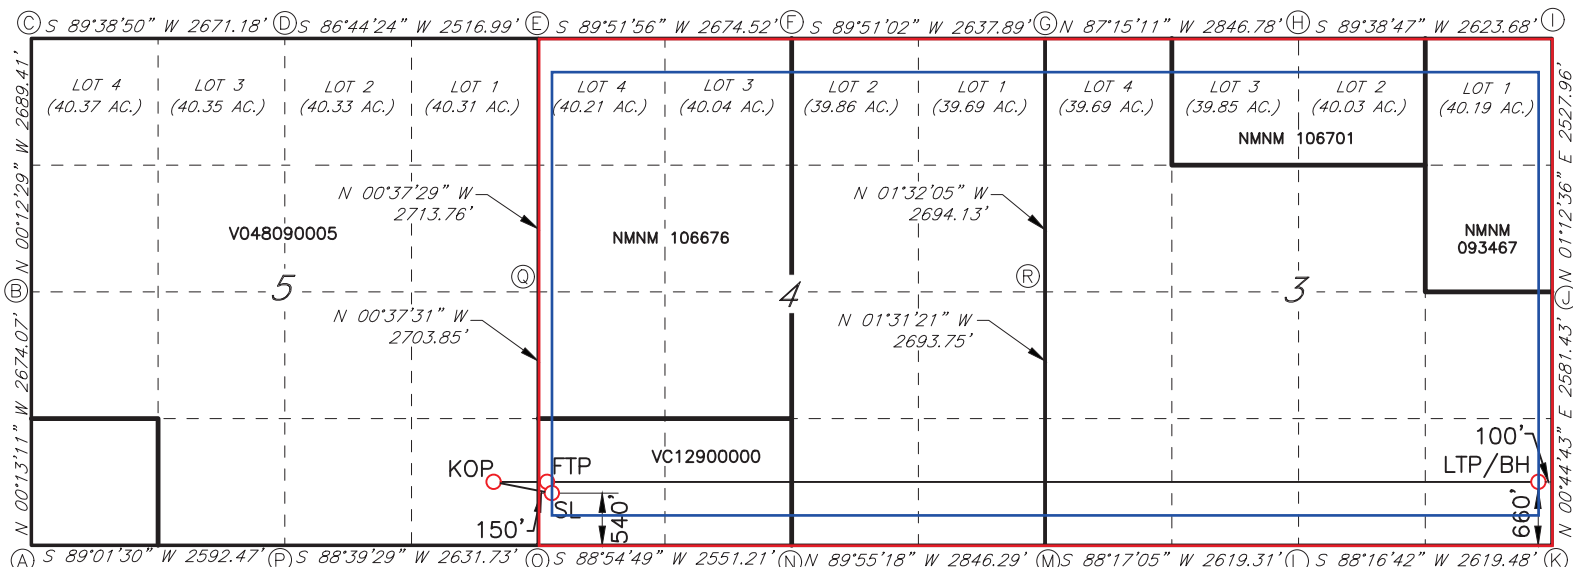 C S 89°38'50" W 2671.18' D S 86°44'24" W 2516.99' E S 89°51'56" W 2674.52' F S 89°51'02" W 2637.89' G N 87°15'11" W 2846.78' H S 89°38'47" W 2623.68' I
LOT 4
(40.37 AC.)
LOT 3
(40.35 AC.)
LOT 2
(40.33 AC.)
LOT 1
(40.31 AC.)
LOT 4
(40.21 AC.)
LOT 3
(40.04 AC.)
LOT 2
(39.86 AC.)
LOT 1
(39.69 AC.)
LOT 4
(39.69 AC.)
LOT 3
(39.85 AC.)
LOT 2
(40.03 AC.)
LOT 1
(40.19 AC.)
N 00°12'29" W 2689.41'
N 01°12'36" E 2527.96'
NMNM 106701
N 00°37'29" W
2713.76'
N 01°32'05" W
2694.13'
V048090005
NMNM 106676
NMNM
093467
B
5
Q
4
R
3
J
N 00°37'31" W
2703.85'
N 01°31'21" W
2693.75'
N 00°13'11" W 2674.07'
N 00°44'43" E 2581.43'
VC12900000
KOP
FTP
SL
150'
540'
100'
LTP/BH
660'
A S 89°01'30" W 2592.47' P S 88°39'29" W 2631.73' O S 88°54'49" W 2551.21' N N 89°55'18" W 2846.29' M S 88°17'05" W 2619.31' L S 88°16'42" W 2619.48' K